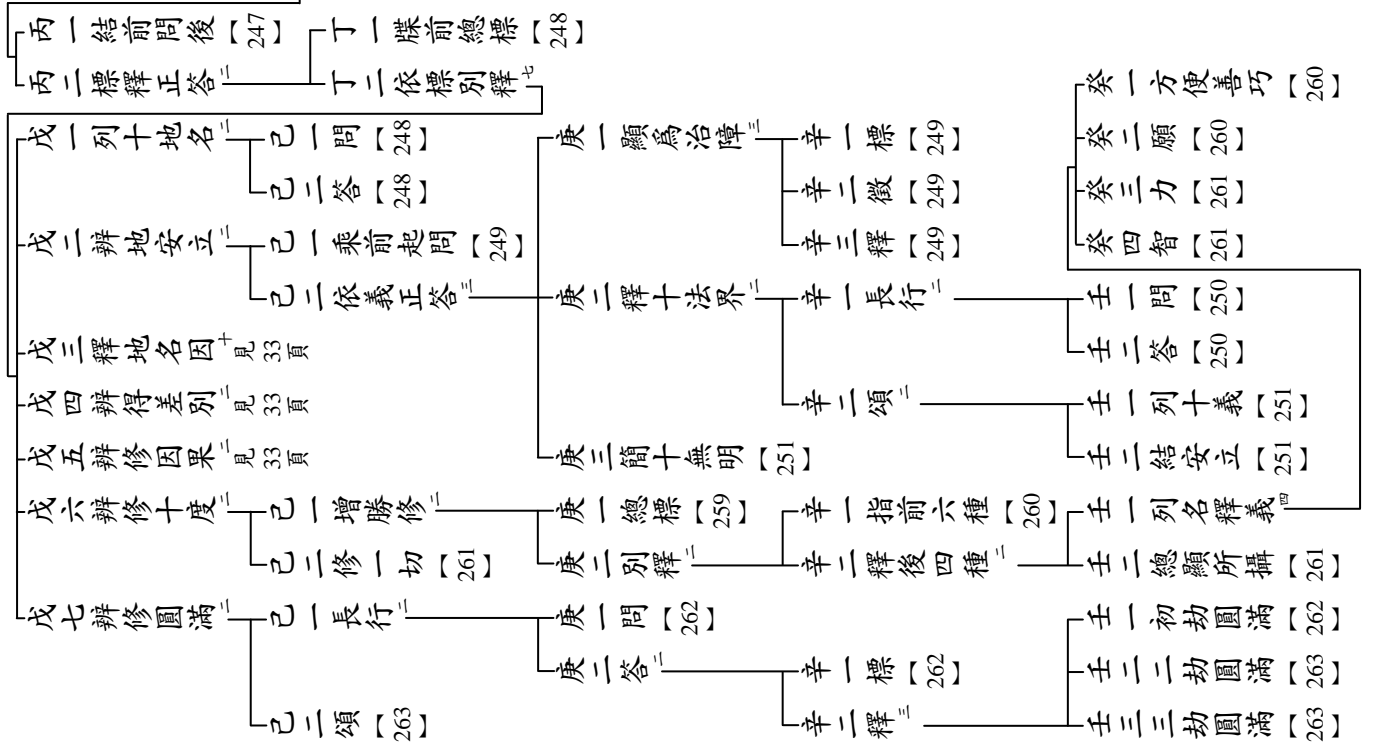 丙一結前問後【247】
丙二標釋正答二
丁一牒前總標【248】
丁二依標別釋七
戊一列十地名二
己一問【248】
己二答【248】
戊二辨地安立二
己一乘前起問【249】
己二依義正答三
庚一顯爲治障三
辛一標【249】
辛二徵【249】
辛三釋【249】
庚二釋十法界二
辛一長行二
壬一問【250】
壬二答【250】
辛二頌二
壬一列十義【251】
壬二結安立【251】
庚三簡十無明【251】
戊三釋地名因十見33頁
戊四辨得差別二見33頁
戊五辨修因果二見33頁
戊六辨修十度二
己一增勝修二
庚一總標【259】
庚二別釋二
辛一指前六種【260】
辛二釋後四種二
壬一列名釋義四
癸一方便善巧【260】
癸二願【260】
癸三力【261】
癸四智【261】
壬二總顯所攝【261】
己二修一切【261】
戊七辨修圓滿二
己一長行二
庚一問【262】
庚二答二
辛一標【262】
辛二釋三
壬一初劫圓滿【262】
壬二二劫圓滿【263】
壬三三劫圓滿【263】
己二頌【263】